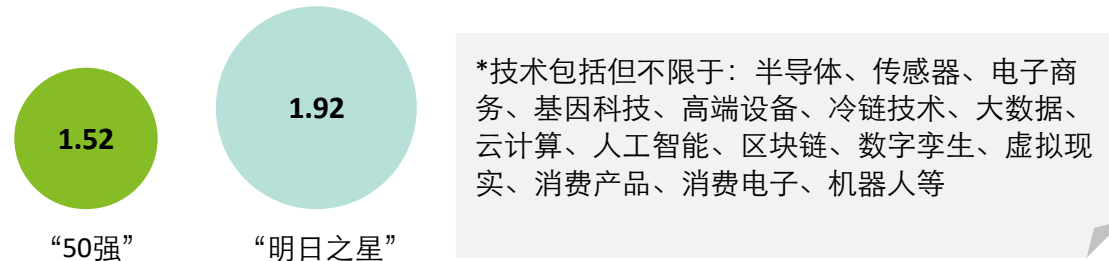 1.52
1.92
“50强”
“明日之星”
*技术包括但不限于：半导体、传感器、电子商
务、基因科技、高端设备、冷链技术、大数据、
云计算、人工智能、区块链、数字孪生、虚拟现
实、消费产品、消费电子、机器人等